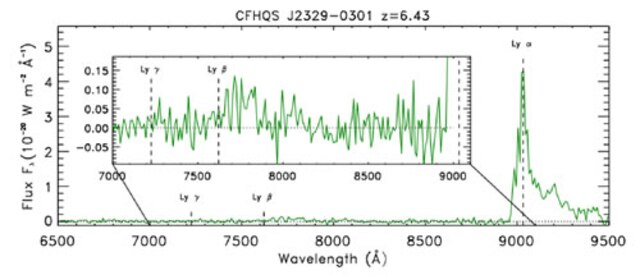 CFHQS J2329-0301 z=6.43
Ly α
Ly γ Ly β
0.15
0.10
0.05
0.00
-0.05
7000 7500 8000 8500 9000
Ly γ Ly β
5
4
3
2
1
0
6500 7000 7500 8000 8500 9000 9500
Wavelength (Å)
Flux Fλ(10⁻²⁰ W m⁻² Å⁻¹)